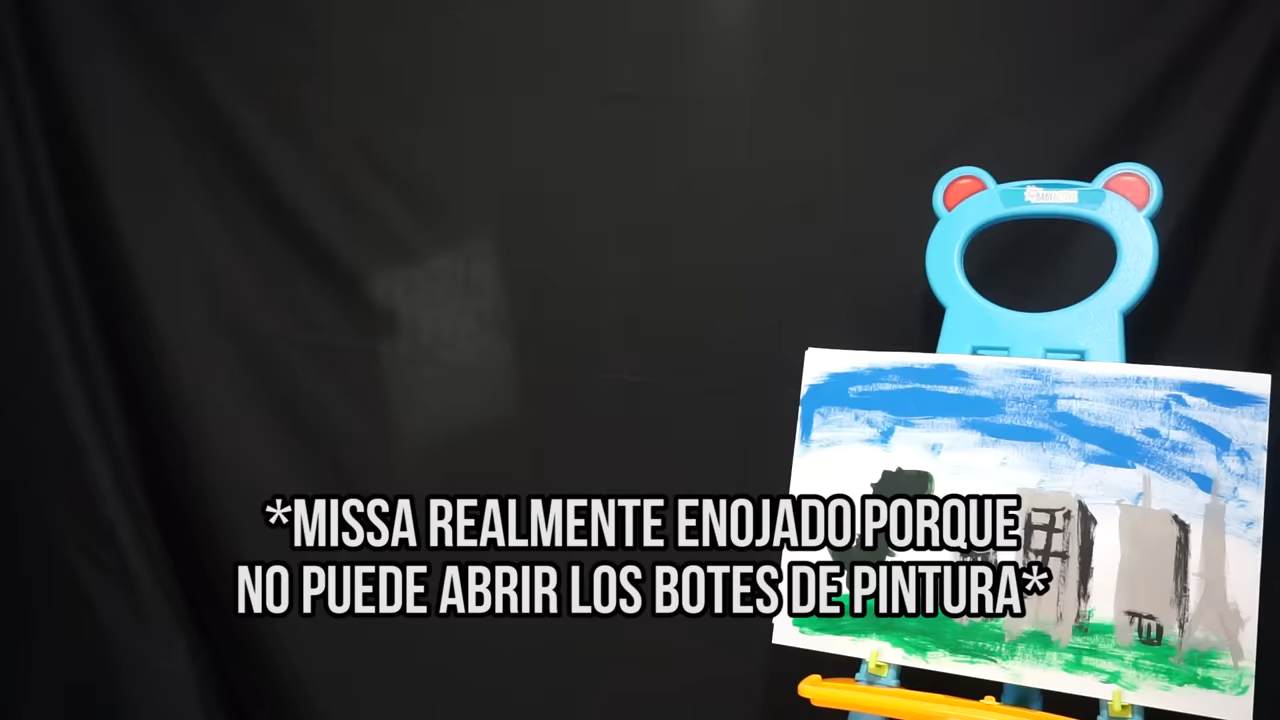 *MISSA REALMENTE ENOJADO PORQUE
NO PUEDE ABRIR LOS BOTES DE PINTURA*